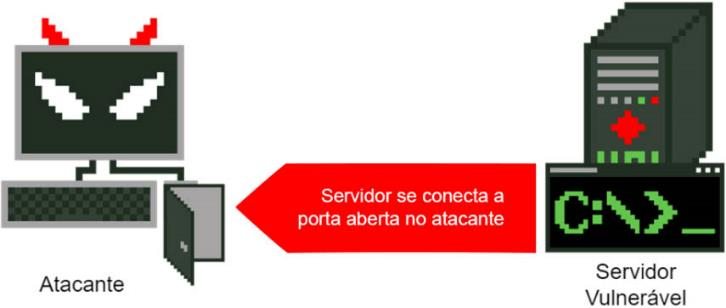 Servidor se conecta a
porta aberta no atacante
C:\>_
Atacante
Servidor
Vulnerável